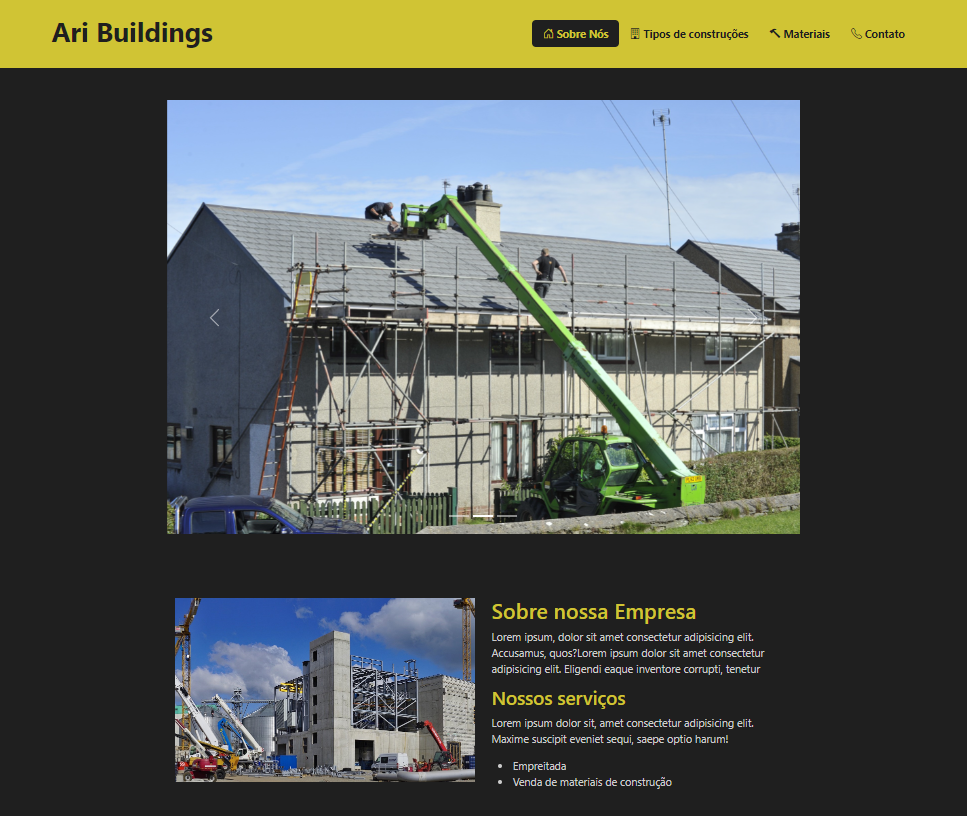 Ari Buildings
Sobre Nós
Tipos de construções
Materiais
Contato
Sobre nossa Empresa
Lorem ipsum, dolor sit amet consectetur adipisicing elit.
Accusamus, quos?Lorem ipsum dolor sit amet consectetur
adipisicing elit. Eligendi eaque inventore corrupti, tenetur
Nossos serviços
Lorem ipsum dolor sit, amet consectetur adipisicing elit.
Maxime suscipit eveniet sequi, saepe optio harum!
• Empreitada
• Venda de materiais de construção